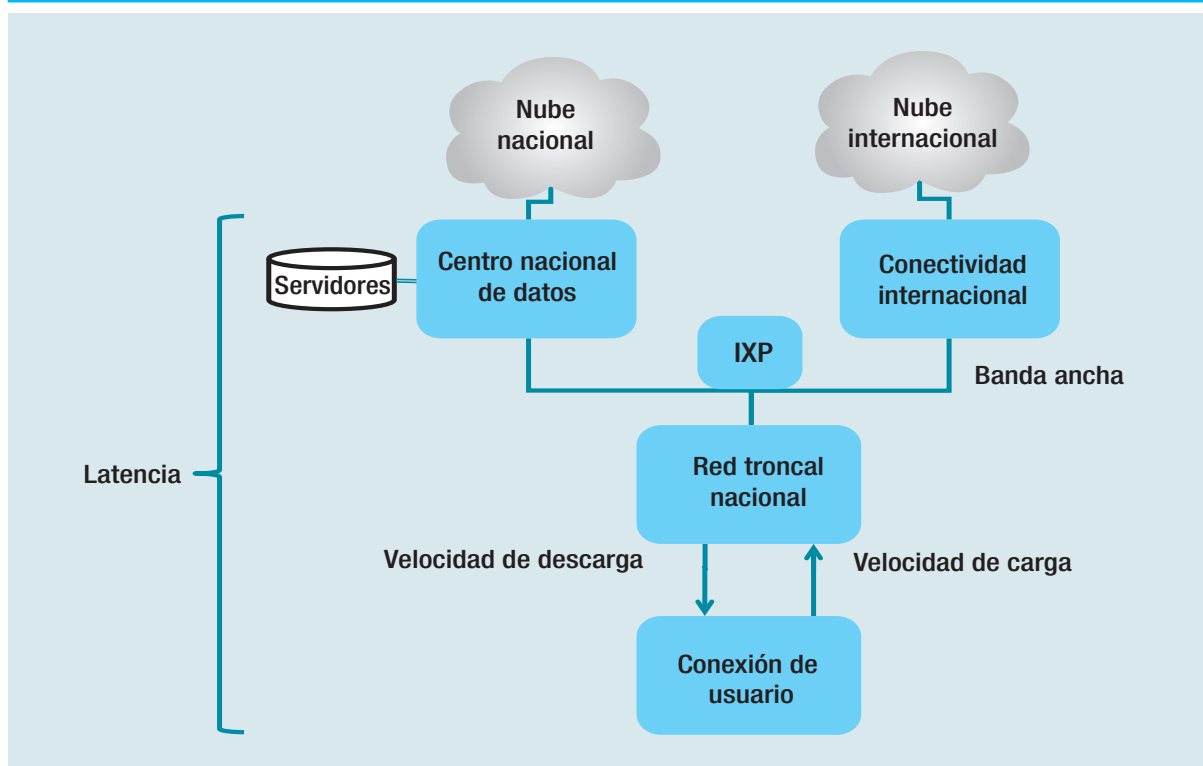 Nube
nacional
Nube
internacional
Servidores
Centro nacional
de datos
Conectividad
internacional
IXP
Banda ancha
Latencia
Red troncal
nacional
Velocidad de descarga
Velocidad de carga
Conexión de
usuario